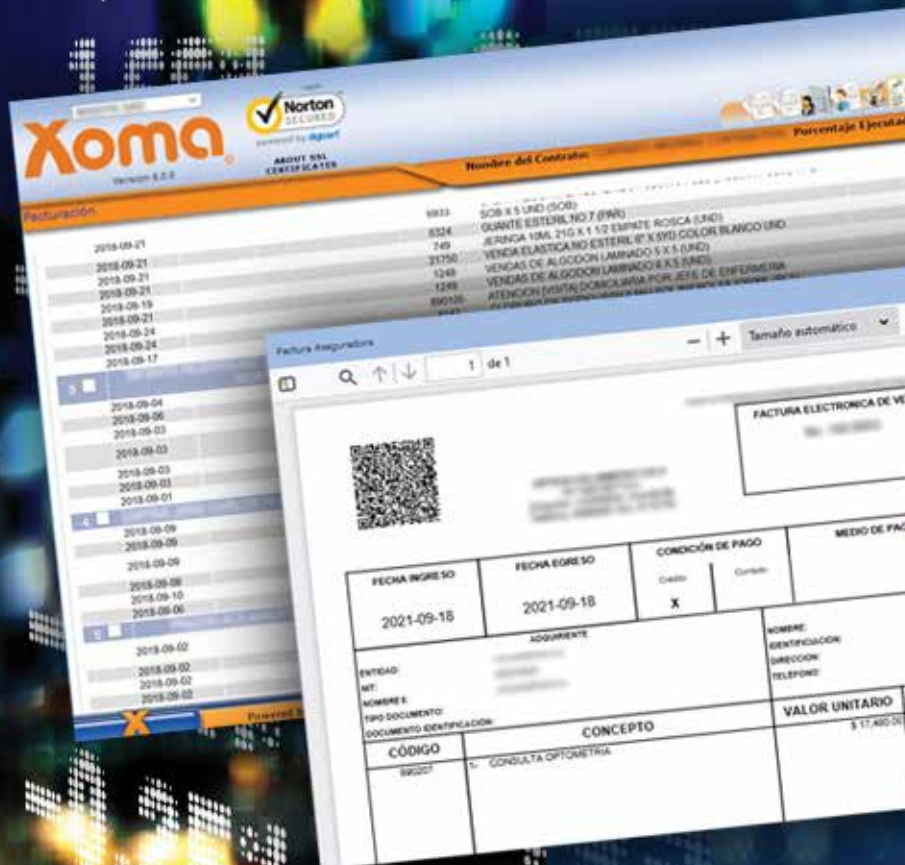 Xoma
Version 8.0.8
Norton
SECURED
powered by digicert
ABOUT SSL
CERTIFICATES
Nombre del Contrato:
Porcentaje Ejecutado
Facturación
2018-09-21
2018-09-21
2018-09-21
2018-09-21
2018-09-19
2018-09-21
2018-09-24
2018-09-24
2018-09-17
6933
6324
749
21750
1249
1249
890105
SOB X 5 UND (SOB)
GUANTE ESTERIL NO 7 (PAR)
JERINGA 10ML 21G X 1 1/2 EMPATE ROSCA (UND)
VENDA ELASTICA NO ESTERIL 6" X 5YD COLOR BLANCO UND
VENDAS DE ALGODON LAMINADO 5 X 5 (UND)
VENDAS DE ALGODON LAMINADO 6 X 5 (UND)
ATENCION (VISITA) DOMICILIARIA POR JEFE DE ENFERMERIA
3
2018-09-04
2018-09-06
2018-09-03
2018-09-03
2018-09-03
2018-09-03
2018-09-01
4
2018-09-09
2018-09-09
2018-09-09
2018-09-08
2018-09-10
2018-09-06
5
2018-09-02
2018-09-02
2018-09-02
2018-09-02
X
Powered
Factura Aseguradora
1 de 1
− + Tamaño automático
FACTURA ELECTRONICA DE VE
FECHA INGRESO
2021-09-18
FECHA EGRESO
2021-09-18
CONDICIÓN DE PAGO
Crédito Contado
X
MEDIO DE PAG
ADQUIRIENTE
ENTIDAD:
NIT:
NOMBRES:
TIPO DOCUMENTO:
DOCUMENTO IDENTIFICACIÓN:
NOMBRE:
IDENTIFICACIÓN:
DIRECCIÓN:
TELÉFONO:
CÓDIGO CONCEPTO VALOR UNITARIO
890207 1- CONSULTA OPTOMETRIA $ 17,480.00